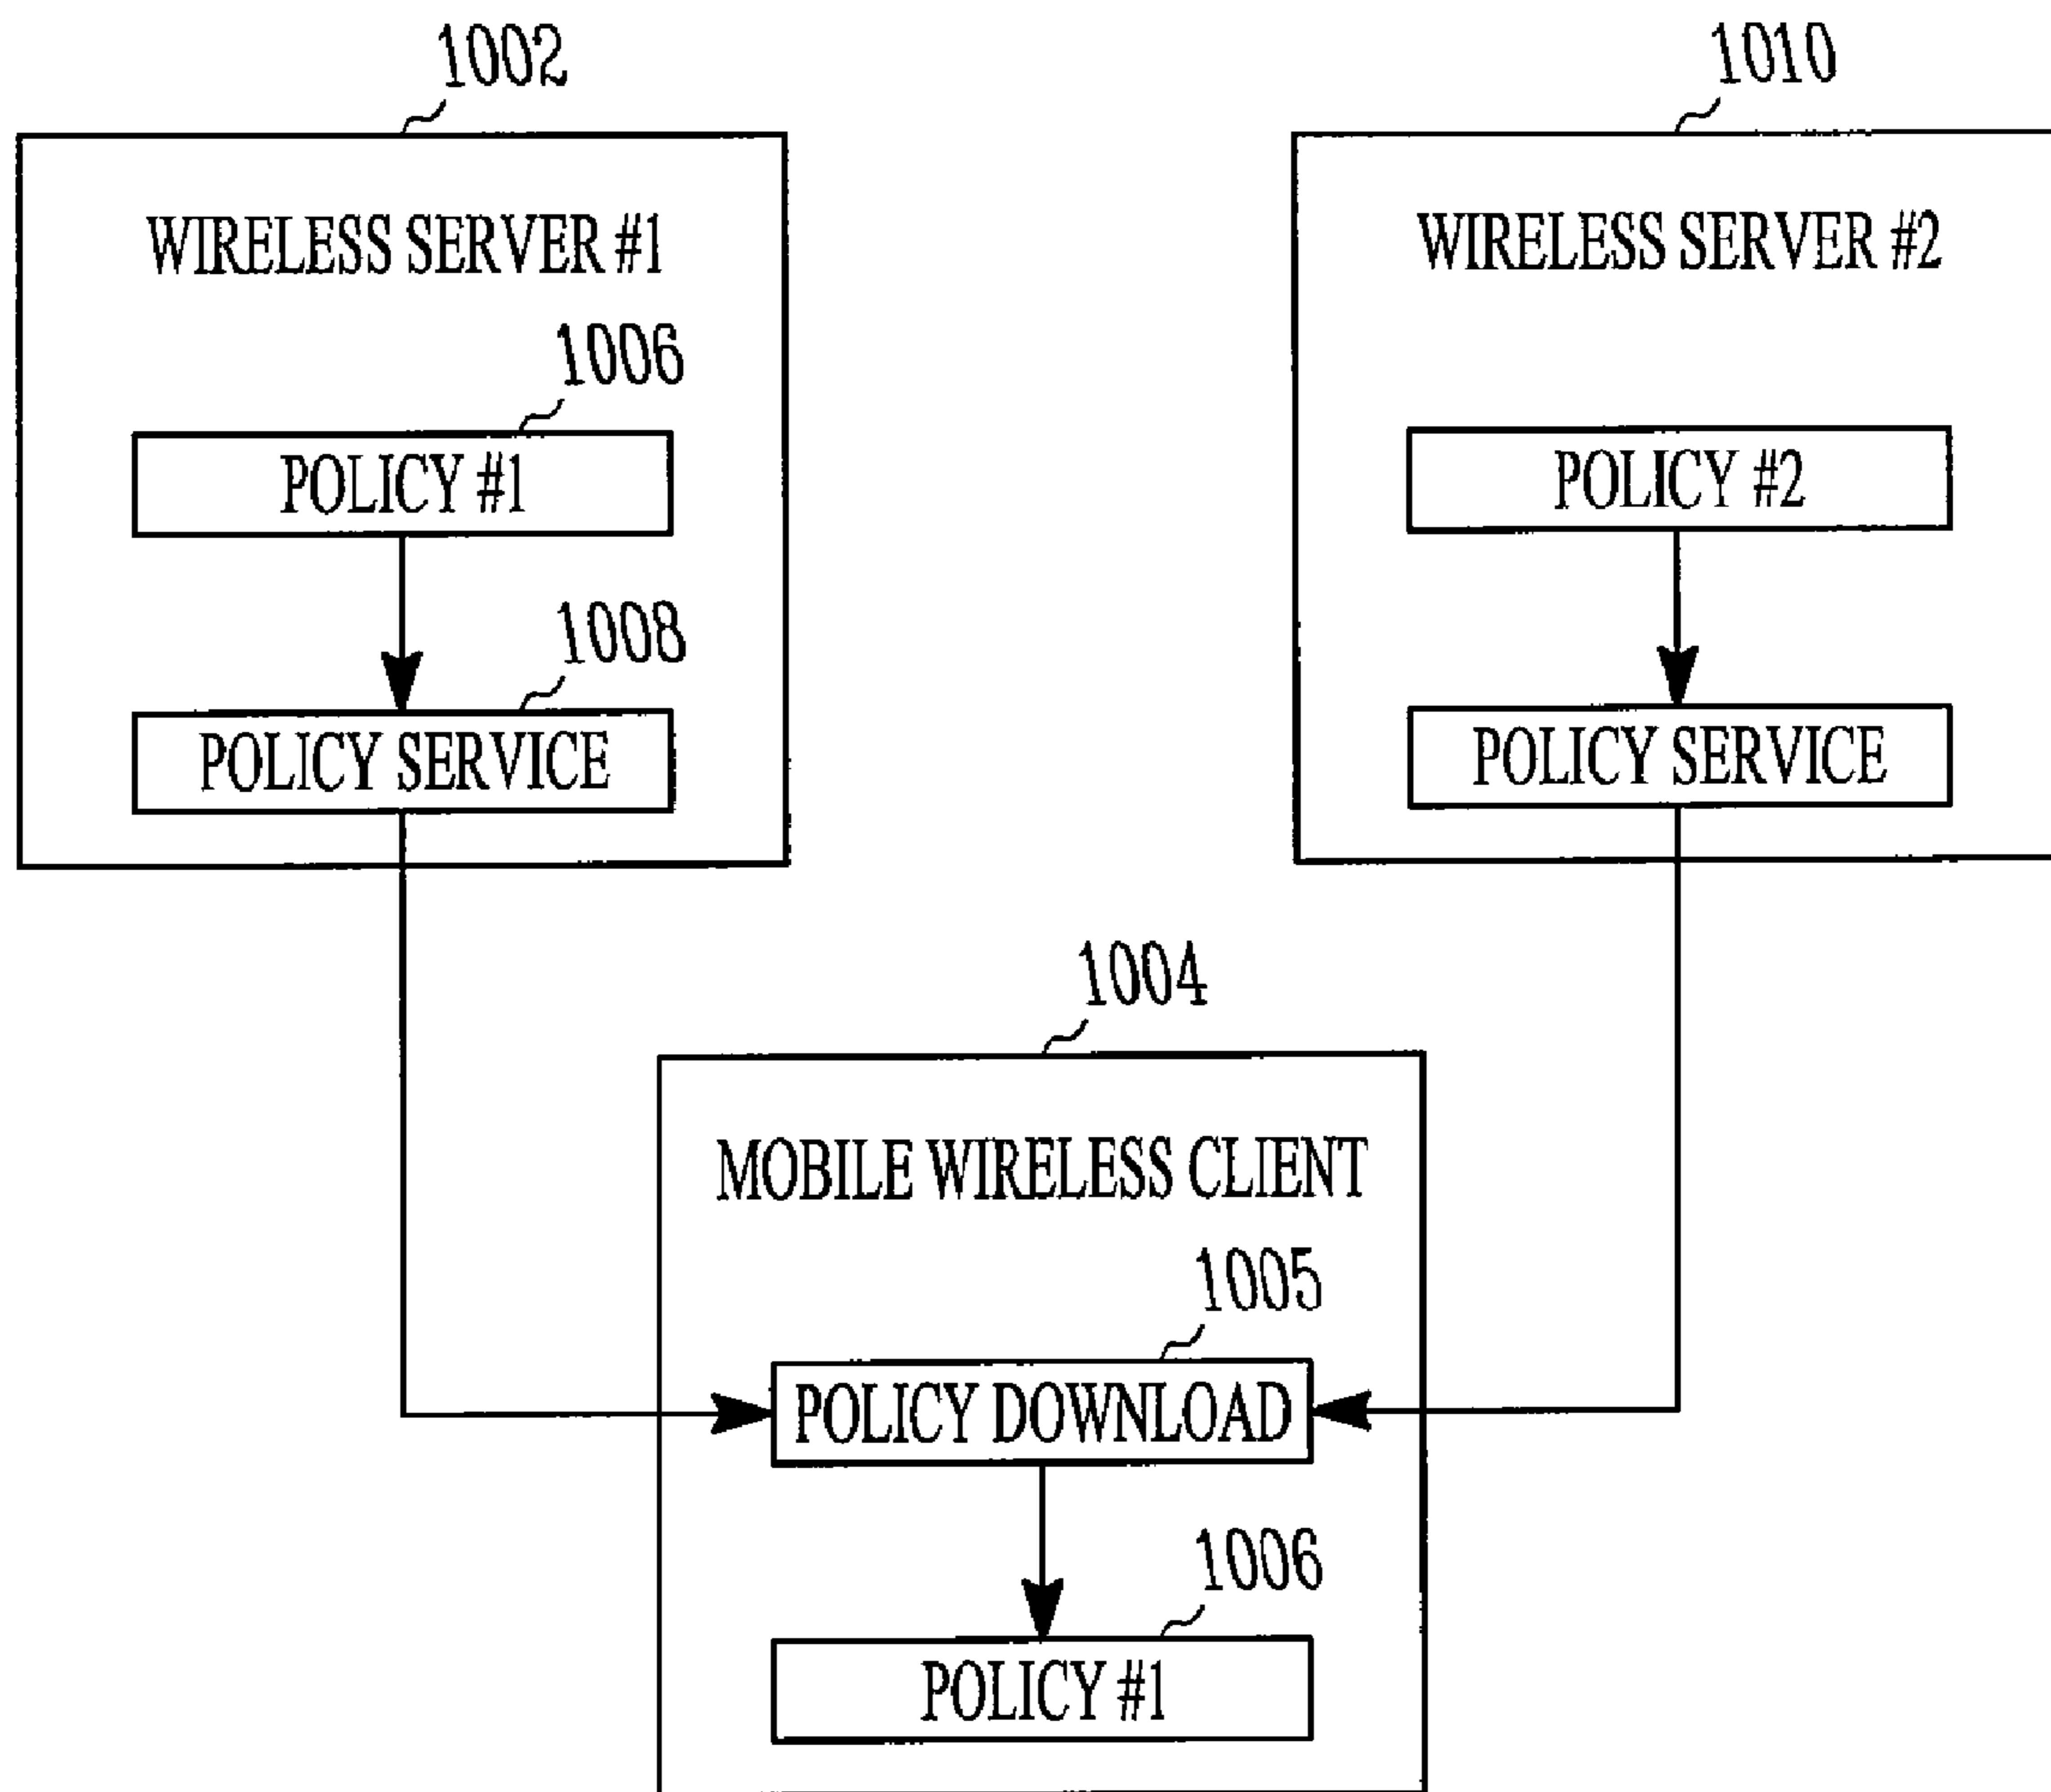 1002
WIRELESS SERVER #1
1006
POLICY #1
1008
POLICY SERVICE
1010
WIRELESS SERVER #2
POLICY #2
POLICY SERVICE
1004
MOBILE WIRELESS CLIENT
1005
POLICY DOWNLOAD
1006
POLICY #1